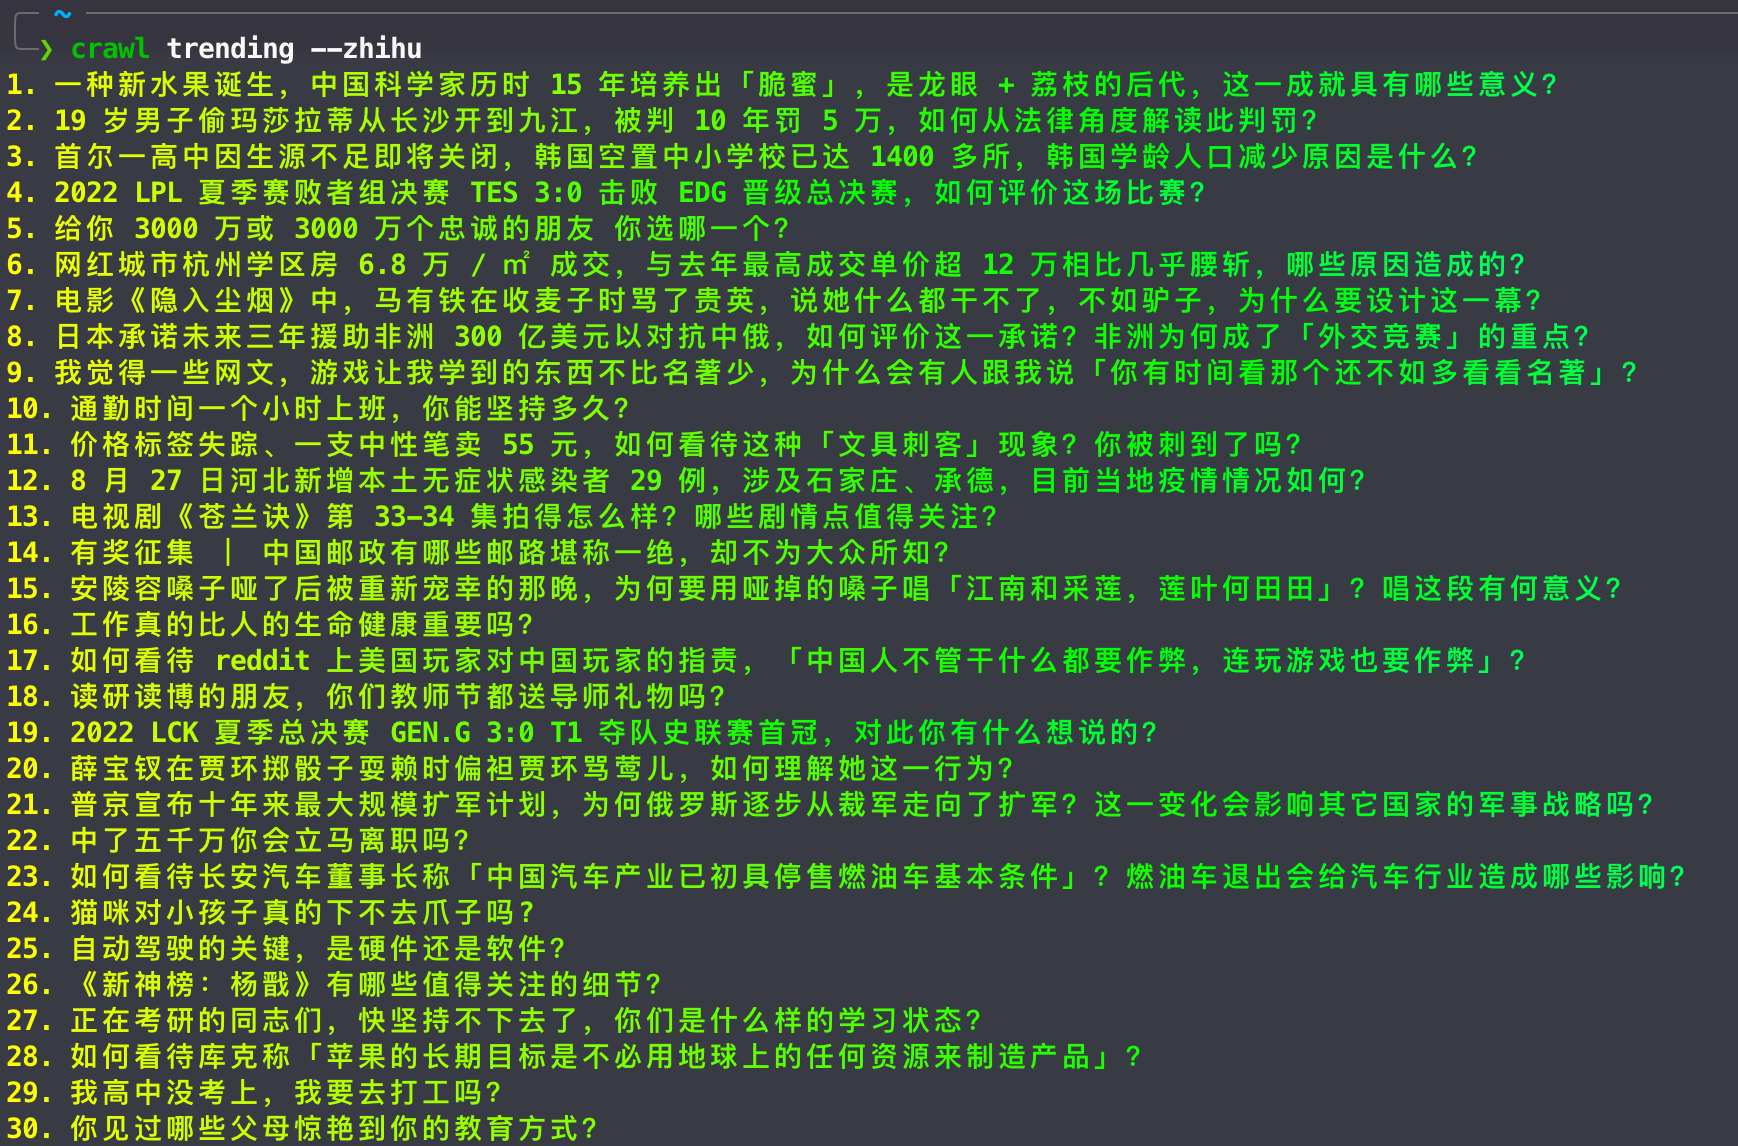 ~
❯ crawl trending --zhihu
1. 一种新水果诞生，中国科学家历时 15 年培养出「脆蜜」，是龙眼 + 荔枝的后代，这一成就具有哪些意义？
2. 19 岁男子偷玛莎拉蒂从长沙开到九江，被判 10 年罚 5 万，如何从法律角度解读此判罚？
3. 首尔一高中因生源不足即将关闭，韩国空置中小学校已达 1400 多所，韩国学龄人口减少原因是什么？
4. 2022 LPL 夏季赛败者组决赛 TES 3:0 击败 EDG 晋级总决赛，如何评价这场比赛？
5. 给你 3000 万或 3000 万个忠诚的朋友 你选哪一个？
6. 网红城市杭州学区房 6.8 万 / ㎡ 成交，与去年最高成交单价超 12 万相比几乎腰斩，哪些原因造成的？
7. 电影《隐入尘烟》中，马有铁在收麦子时骂了贵英，说她什么都干不了，不如驴子，为什么要设计这一幕？
8. 日本承诺未来三年援助非洲 300 亿美元以对抗中俄，如何评价这一承诺？非洲为何成了「外交竞赛」的重点？
9. 我觉得一些网文，游戏让我学到的东西不比名著少，为什么会有人跟我说「你有时间看那个还不如多看看名著」？
10. 通勤时间一个小时上班，你能坚持多久？
11. 价格标签失踪、一支中性笔卖 55 元，如何看待这种「文具刺客」现象？你被刺到了吗？
12. 8 月 27 日河北新增本土无症状感染者 29 例，涉及石家庄、承德，目前当地疫情情况如何？
13. 电视剧《苍兰诀》第 33-34 集拍得怎么样？哪些剧情点值得关注？
14. 有奖征集 | 中国邮政有哪些邮路堪称一绝，却不为大众所知？
15. 安陵容嗓子哑了后被重新宠幸的那晚，为何要用哑掉的嗓子唱「江南和采莲，莲叶何田田」？唱这段有何意义？
16. 工作真的比人的生命健康重要吗？
17. 如何看待 reddit 上美国玩家对中国玩家的指责，「中国人不管干什么都要作弊，连玩游戏也要作弊」？
18. 读研读博的朋友，你们教师节都送导师礼物吗？
19. 2022 LCK 夏季总决赛 GEN.G 3:0 T1 夺队史联赛首冠，对此你有什么想说的？
20. 薛宝钗在贾环掷骰子耍赖时偏袒贾环骂莺儿，如何理解她这一行为？
21. 普京宣布十年来最大规模扩军计划，为何俄罗斯逐步从裁军走向了扩军？这一变化会影响其它国家的军事战略吗？
22. 中了五千万你会立马离职吗？
23. 如何看待长安汽车董事长称「中国汽车产业已初具停售燃油车基本条件」？燃油车退出会给汽车行业造成哪些影响？
24. 猫咪对小孩子真的下不去爪子吗？
25. 自动驾驶的关键，是硬件还是软件？
26. 《新神榜：杨戬》有哪些值得关注的细节？
27. 正在考研的同志们，快坚持不下去了，你们是什么样的学习状态？
28. 如何看待库克称「苹果的长期目标是不必用地球上的任何资源来制造产品」？
29. 我高中没考上，我要去打工吗？
30. 你见过哪些父母惊艳到你的教育方式？